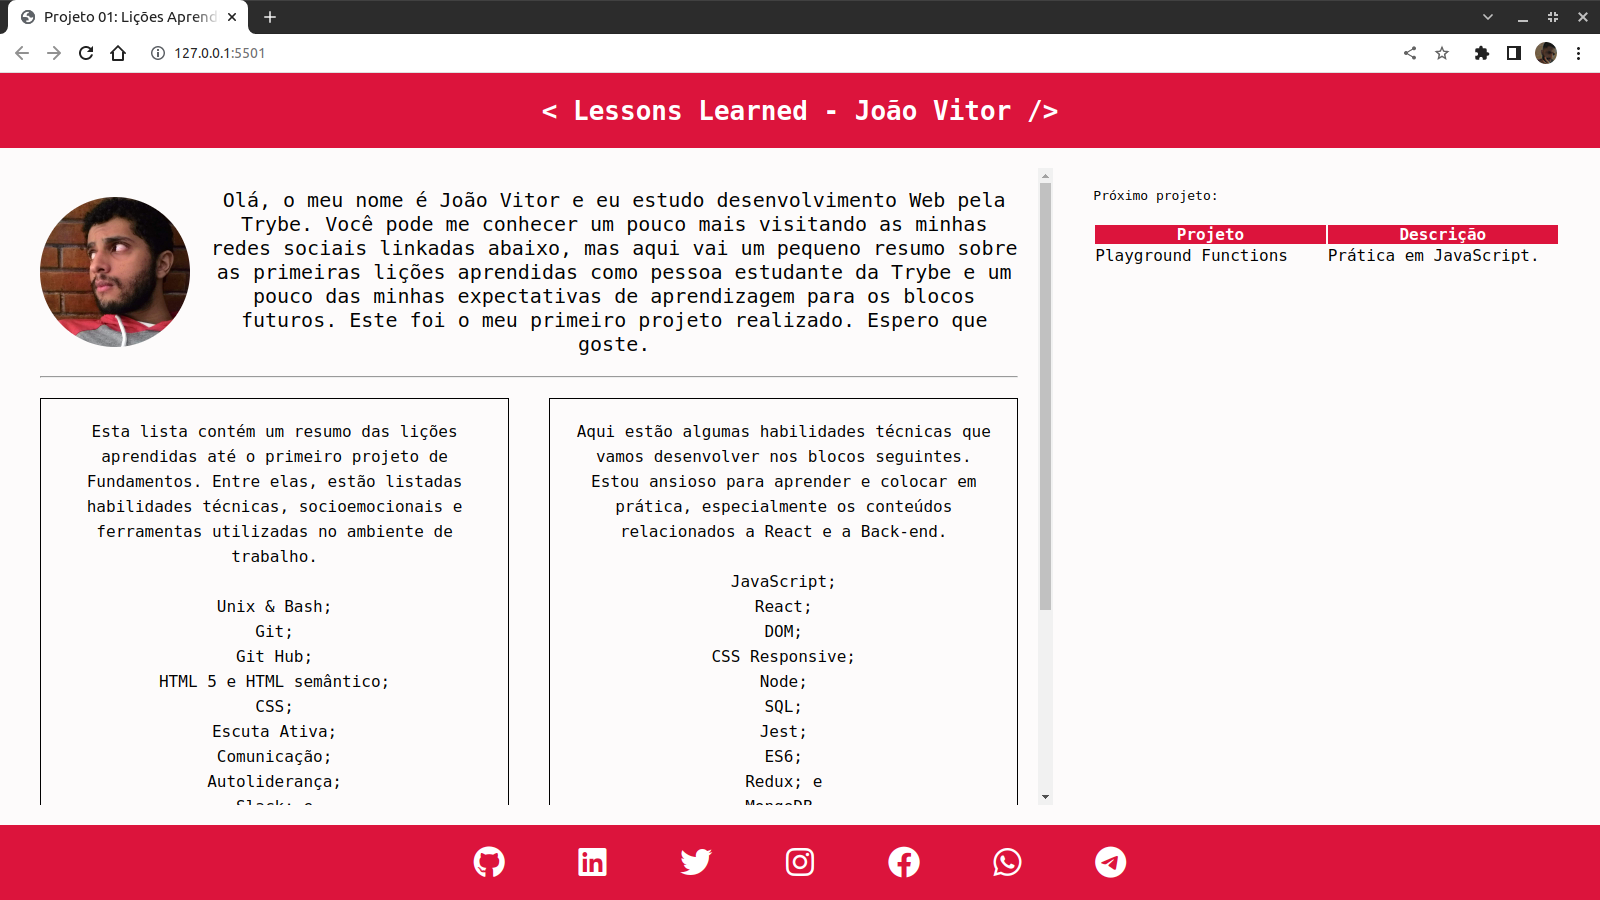 Projeto 01: Lições Aprend
127.0.0.1:5501
< Lessons Learned - João Vitor />
Olá, o meu nome é João Vitor e eu estudo desenvolvimento Web pela
Trybe. Você pode me conhecer um pouco mais visitando as minhas
redes sociais linkadas abaixo, mas aqui vai um pequeno resumo sobre
as primeiras lições aprendidas como pessoa estudante da Trybe e um
pouco das minhas expectativas de aprendizagem para os blocos
futuros. Este foi o meu primeiro projeto realizado. Espero que
goste.
Esta lista contém um resumo das lições
aprendidas até o primeiro projeto de
Fundamentos. Entre elas, estão listadas
habilidades técnicas, socioemocionais e
ferramentas utilizadas no ambiente de
trabalho.
Unix & Bash;
Git;
Git Hub;
HTML 5 e HTML semântico;
CSS;
Escuta Ativa;
Comunicação;
Autoliderança;
Slack; e
Aqui estão algumas habilidades técnicas que
vamos desenvolver nos blocos seguintes.
Estou ansioso para aprender e colocar em
prática, especialmente os conteúdos
relacionados a React e a Back-end.
JavaScript;
React;
DOM;
CSS Responsive;
Node;
SQL;
Jest;
ES6;
Redux; e
MongoDB
Próximo projeto:
Projeto Descrição
Playground Functions Prática em JavaScript.
in